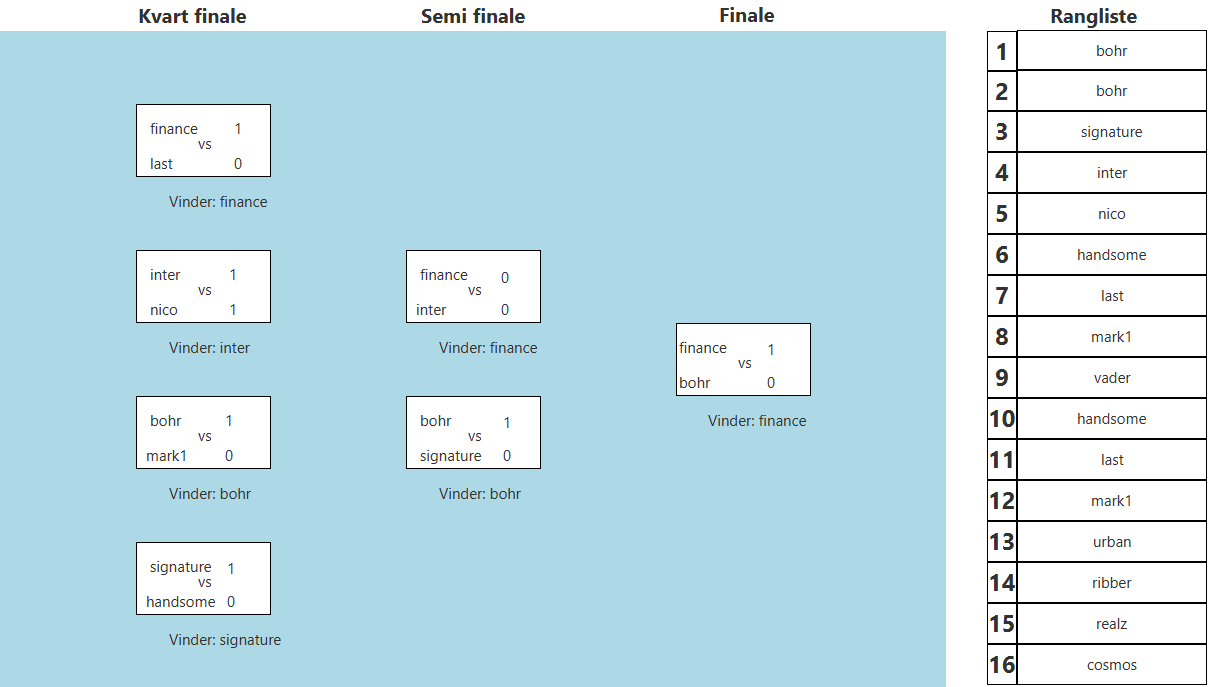 Kvart finale
Semi finale
Finale
Rangliste
finance 1
vs
last 0
Vinder: finance
inter 1
vs
nico 1
Vinder: inter
bohr 1
vs
mark1 0
Vinder: bohr
signature 1
vs
handsome 0
Vinder: signature
finance 0
vs
inter 0
Vinder: finance
bohr 1
vs
signature 0
Vinder: bohr
finance 1
vs
bohr 0
Vinder: finance
1 bohr
2 bohr
3 signature
4 inter
5 nico
6 handsome
7 last
8 mark1
9 vader
10 handsome
11 last
12 mark1
13 urban
14 ribber
15 realz
16 cosmos